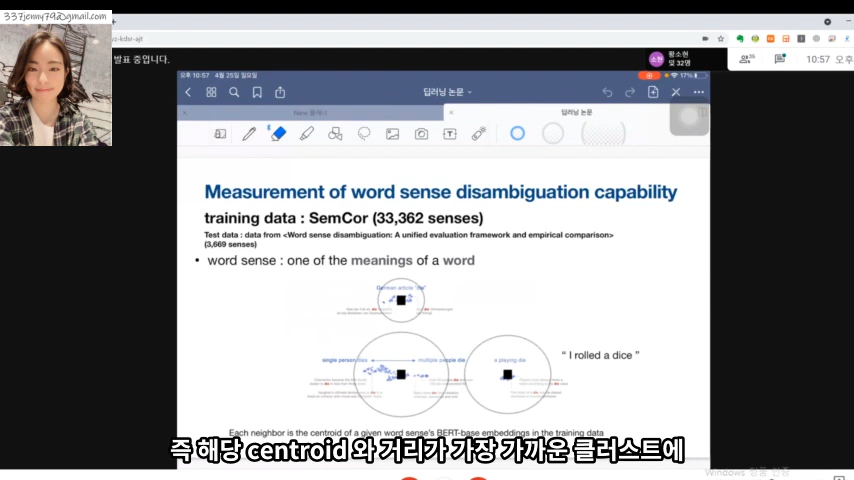 337jenny79@gmail.com
발표 중입니다.
황소현
및 32명
10:57 오후
오후 10:57 4월 25일 일요일
17%
딥러닝 논문
딥러닝 논문
Measurement of word sense disambiguation capability
training data : SemCor (33,362 senses)
Test data : data from <Word sense disambiguation: A unified evaluation framework and empirical comparison>
(3,669 senses)
• word sense : one of the meanings of a word
German article "die"
single person dies
multiple people die
a playing die
“ I rolled a dice ”
Each neighbor is the centroid of a given word sense's BERT-base embeddings in the training data
즉 해당 centroid 와 거리가 가장 가까운 클러스트에
Windows 정품 인증